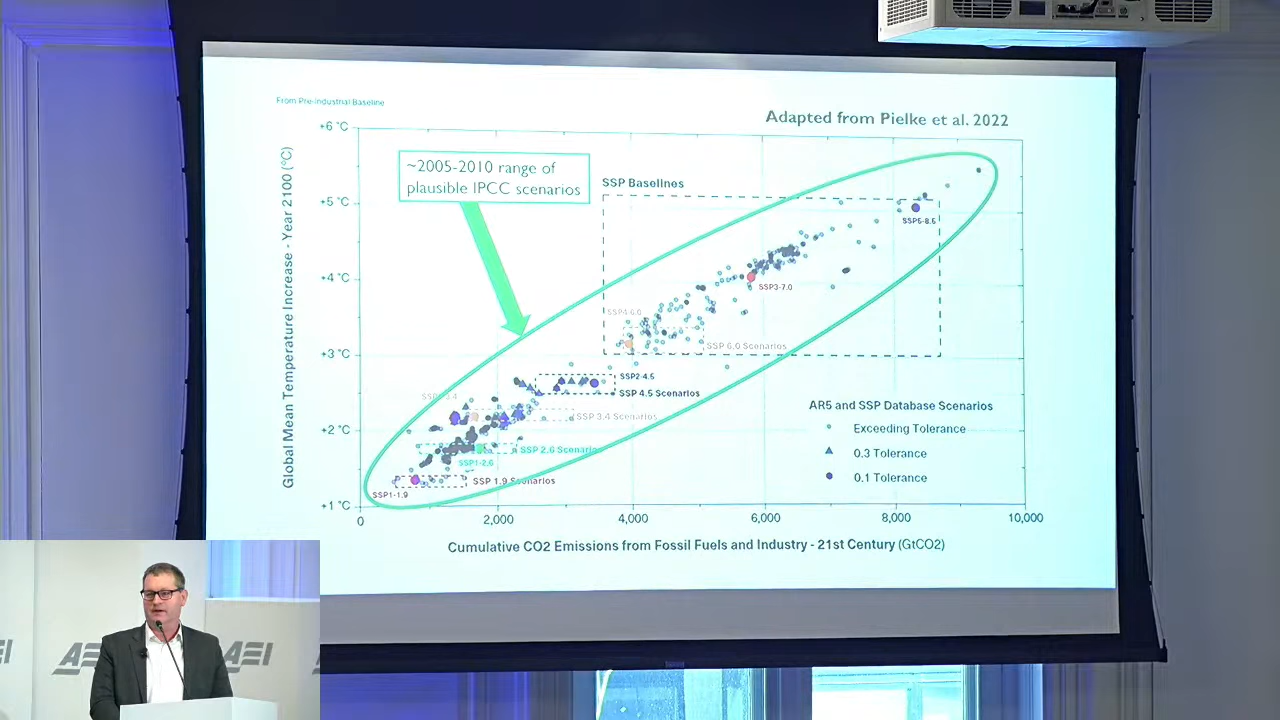 From Pre-Industrial Baseline
Adapted from Pielke et al. 2022
+6 °C
+5 °C
+4 °C
+3 °C
+2 °C
+1 °C
Global Mean Temperature Increase - Year 2100 (°C)
~2005-2010 range of
plausible IPCC scenarios
SSP Baselines
SSP5-8.5
SSP3-7.0
SSP 6.0 Scenarios
SSP2-4.5
SSP 4.5 Scenarios
SSP 3.4 Scenarios
SSP 2.6 Scenarios
SSP1-2.6
SSP 1.9 Scenarios
SSP1-1.9
AR5 and SSP Database Scenarios
Exceeding Tolerance
0.3 Tolerance
0.1 Tolerance
0
2,000
4,000
6,000
8,000
10,000
Cumulative CO2 Emissions from Fossil Fuels and Industry - 21st Century (GtCO2)
AEI
AEI